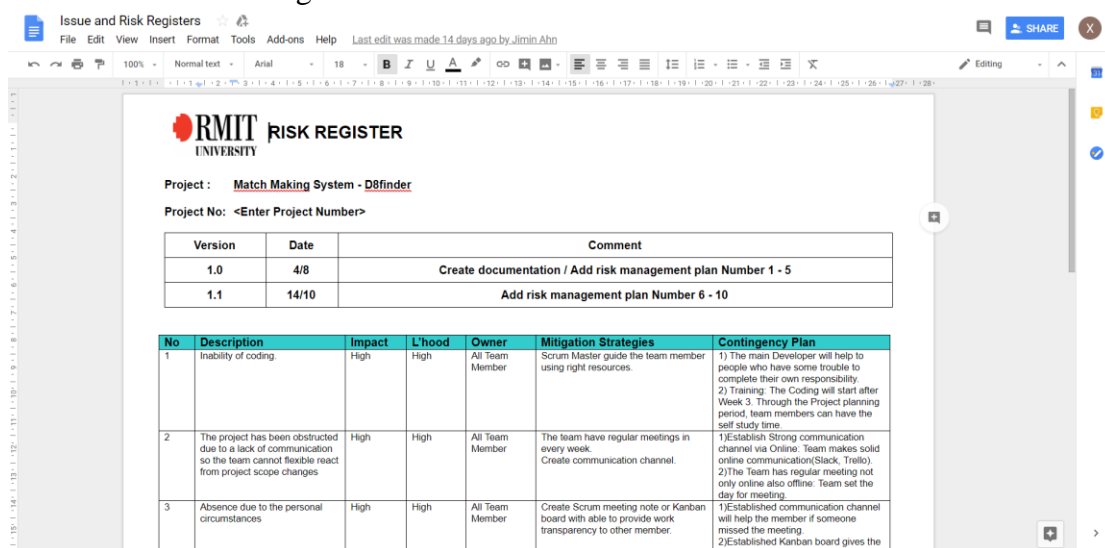 Issue and Risk Registers
File Edit View Insert Format Tools Add-ons Help Last edit was made 14 days ago by Jimin Ahn
SHARE X
100% Normal text Arial 18 B I U A Editing
RMIT UNIVERSITY RISK REGISTER
Project : Match Making System - D8finder
Project No: <Enter Project Number>
Version Date Comment
1.0 4/8 Create documentation / Add risk management plan Number 1 - 5
1.1 14/10 Add risk management plan Number 6 - 10
No Description Impact L'hood Owner Mitigation Strategies Contingency Plan
1 Inability of coding. High High All Team Scrum Master guide the team member 1) The main Developer will help to
Member using right resources. people who have some trouble to
complete their own responsibility.
2) Training: The Coding will start after
Week 3. Through the Project planning
period, team members can have the
self study time.
2 The project has been obstructed High High All Team The team have regular meetings in 1)Establish Strong communication
due to a lack of communication Member every week. channel via Online: Team makes solid
so the team cannot flexible react Create communication channel. online communication(Slack, Trello).
from project scope changes 2)The Team has regular meeting not
only online also offline: Team set the
day for meeting.
3 Absence due to the personal High High All Team Create Scrum meeting note or Kanban 1)Established communication channel
circumstances Member board with able to provide work will help the member if someone
transparency to other member. missed the meeting.
2)Established Kanban board gives the